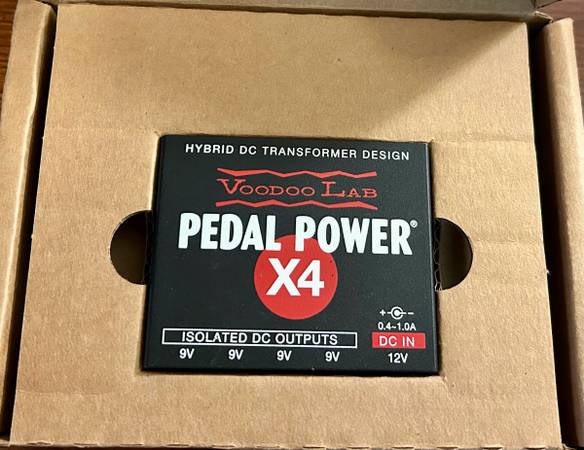 HYBRID DC TRANSFORMER DESIGN
VOODOO LAB
PEDAL POWER®
X4
+ -
0.4~1.0A
ISOLATED DC OUTPUTS
DC IN
9V 9V 9V 9V 12V